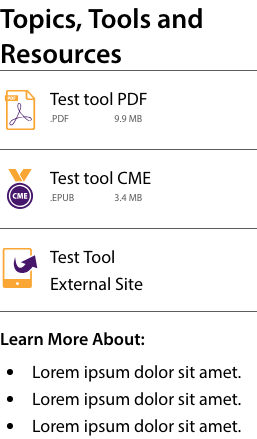 Topics, Tools and
Resources
PDF
Test tool PDF
.PDF 9.9 MB
Test tool CME
CME
.EPUB 3.4 MB
Test Tool
External Site
Learn More About:
• Lorem ipsum dolor sit amet.
• Lorem ipsum dolor sit amet.
• Lorem ipsum dolor sit amet.